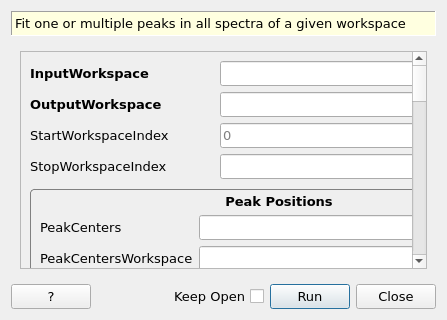 Fit one or multiple peaks in all spectra of a given workspace
InputWorkspace
OutputWorkspace
StartWorkspaceIndex 0
StopWorkspaceIndex
Peak Positions
PeakCenters
PeakCentersWorkspace
? Keep Open Run Close